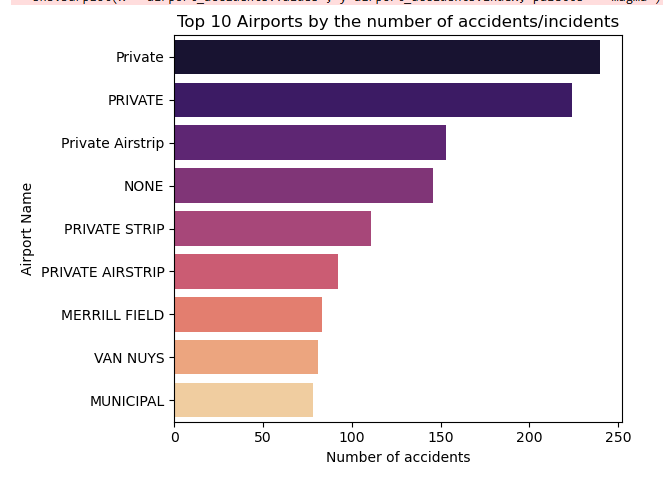 Top 10 Airports by the number of accidents/incidents
Private
PRIVATE
Private Airstrip
NONE
PRIVATE STRIP
PRIVATE AIRSTRIP
MERRILL FIELD
VAN NUYS
MUNICIPAL
Airport Name
0 50 100 150 200 250
Number of accidents